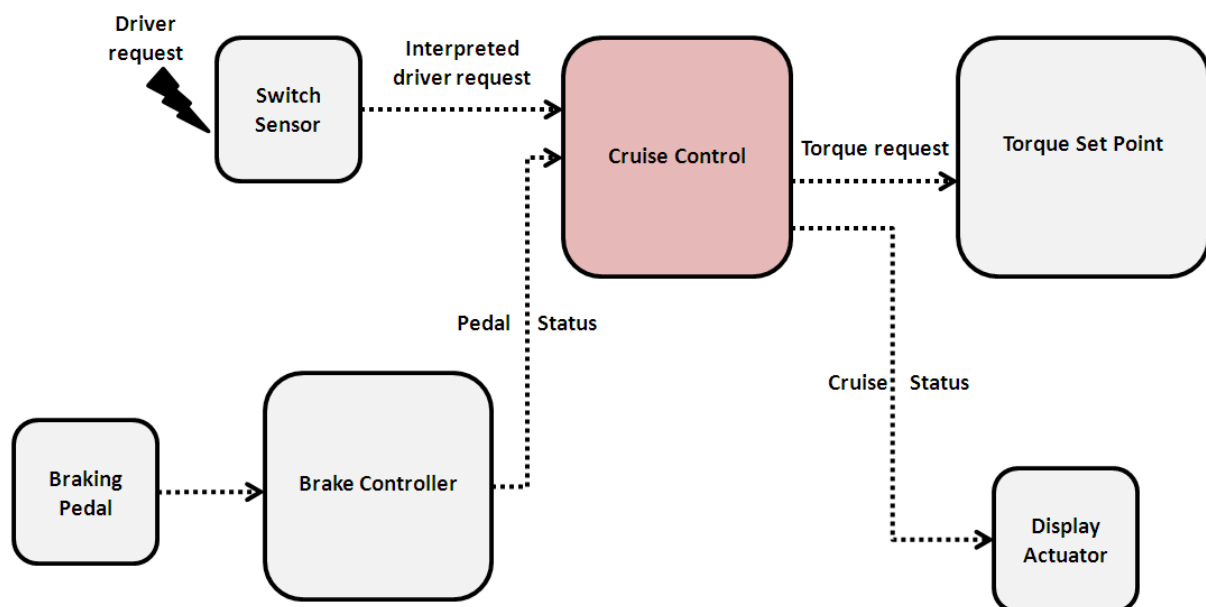 Driver
request
Switch
Sensor
Interpreted
driver request
Cruise Control
Torque request
Torque Set Point
Pedal Status
Cruise Status
Braking
Pedal
Brake Controller
Display
Actuator